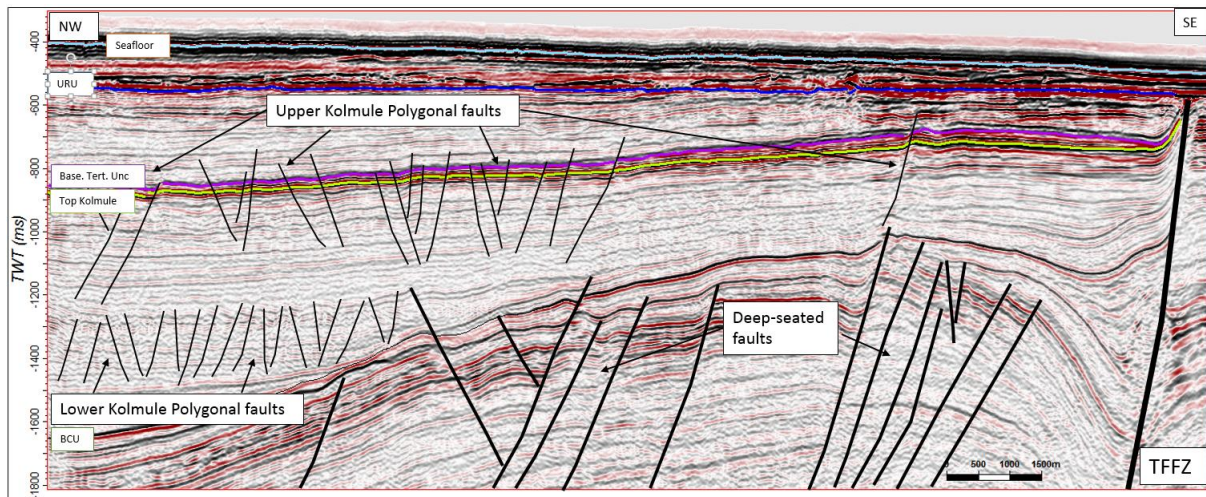 NW
SE
Seafloor
URU
Upper Kolmule Polygonal faults
Base. Tert. Unc
Top Kolmule
TWT (ms)
-400
-600
-800
-1000
-1200
-1400
-1600
-1800
Deep-seated
faults
Lower Kolmule Polygonal faults
BCU
TFFZ
0 500 1000 1500m